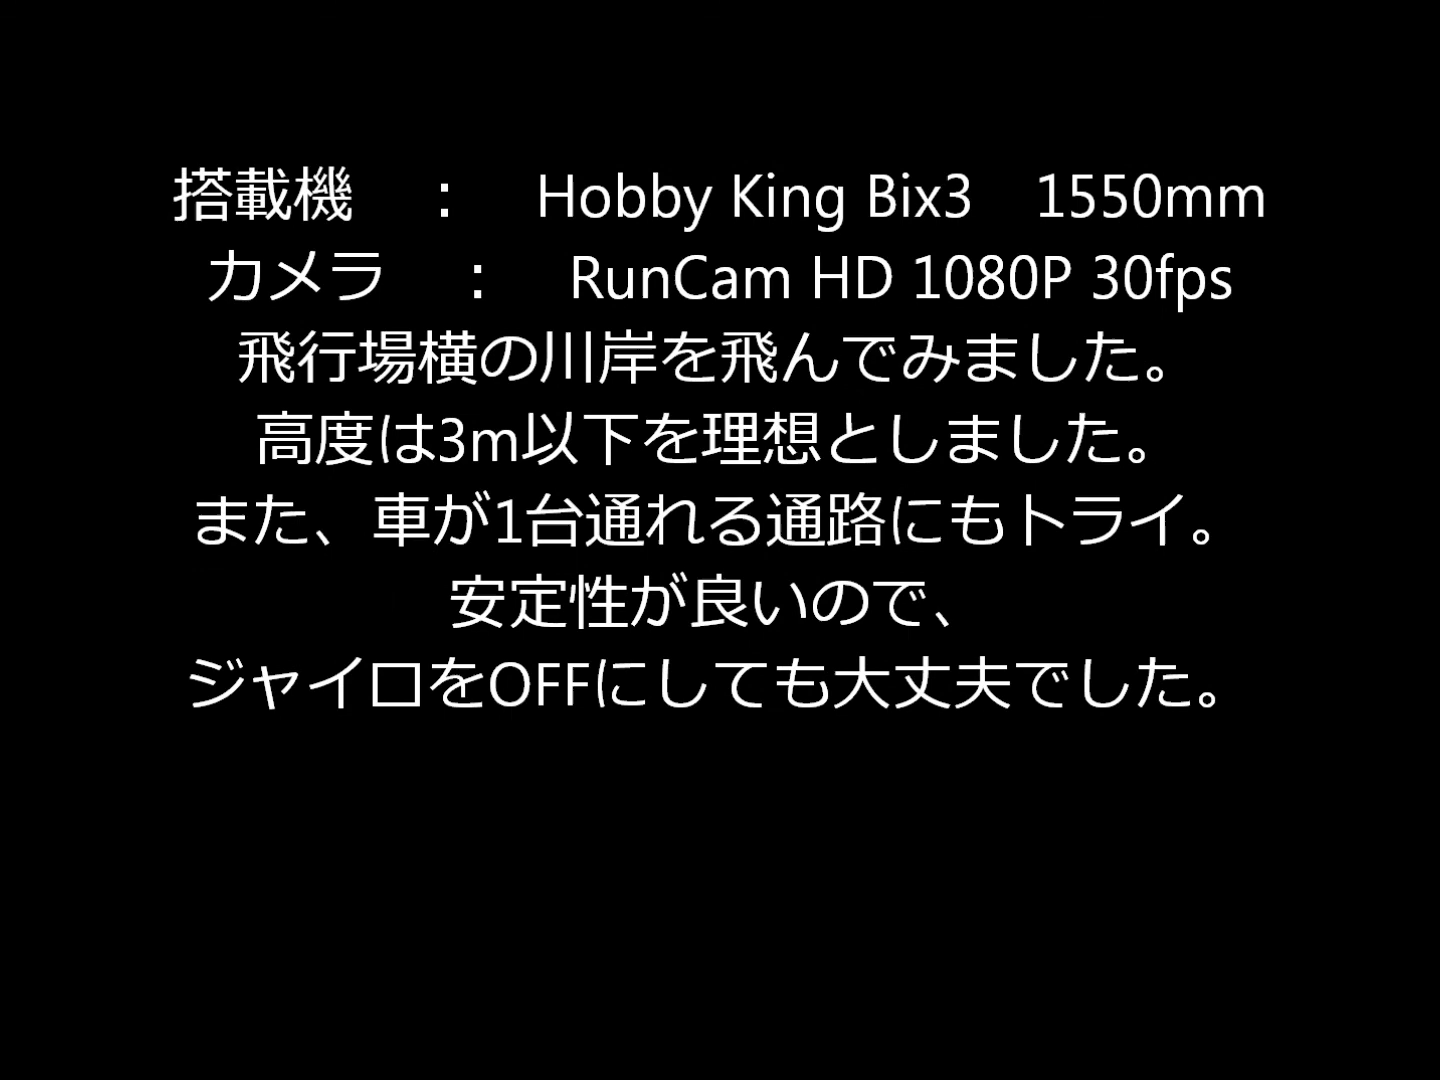 搭載機　：　Hobby King Bix3　1550mm
カメラ　：　RunCam HD 1080P 30fps
飛行場横の川岸を飛んでみました。
高度は3m以下を理想としました。
また、車が1台通れる通路にもトライ。
安定性が良いので、
ジャイロをOFFにしても大丈夫でした。